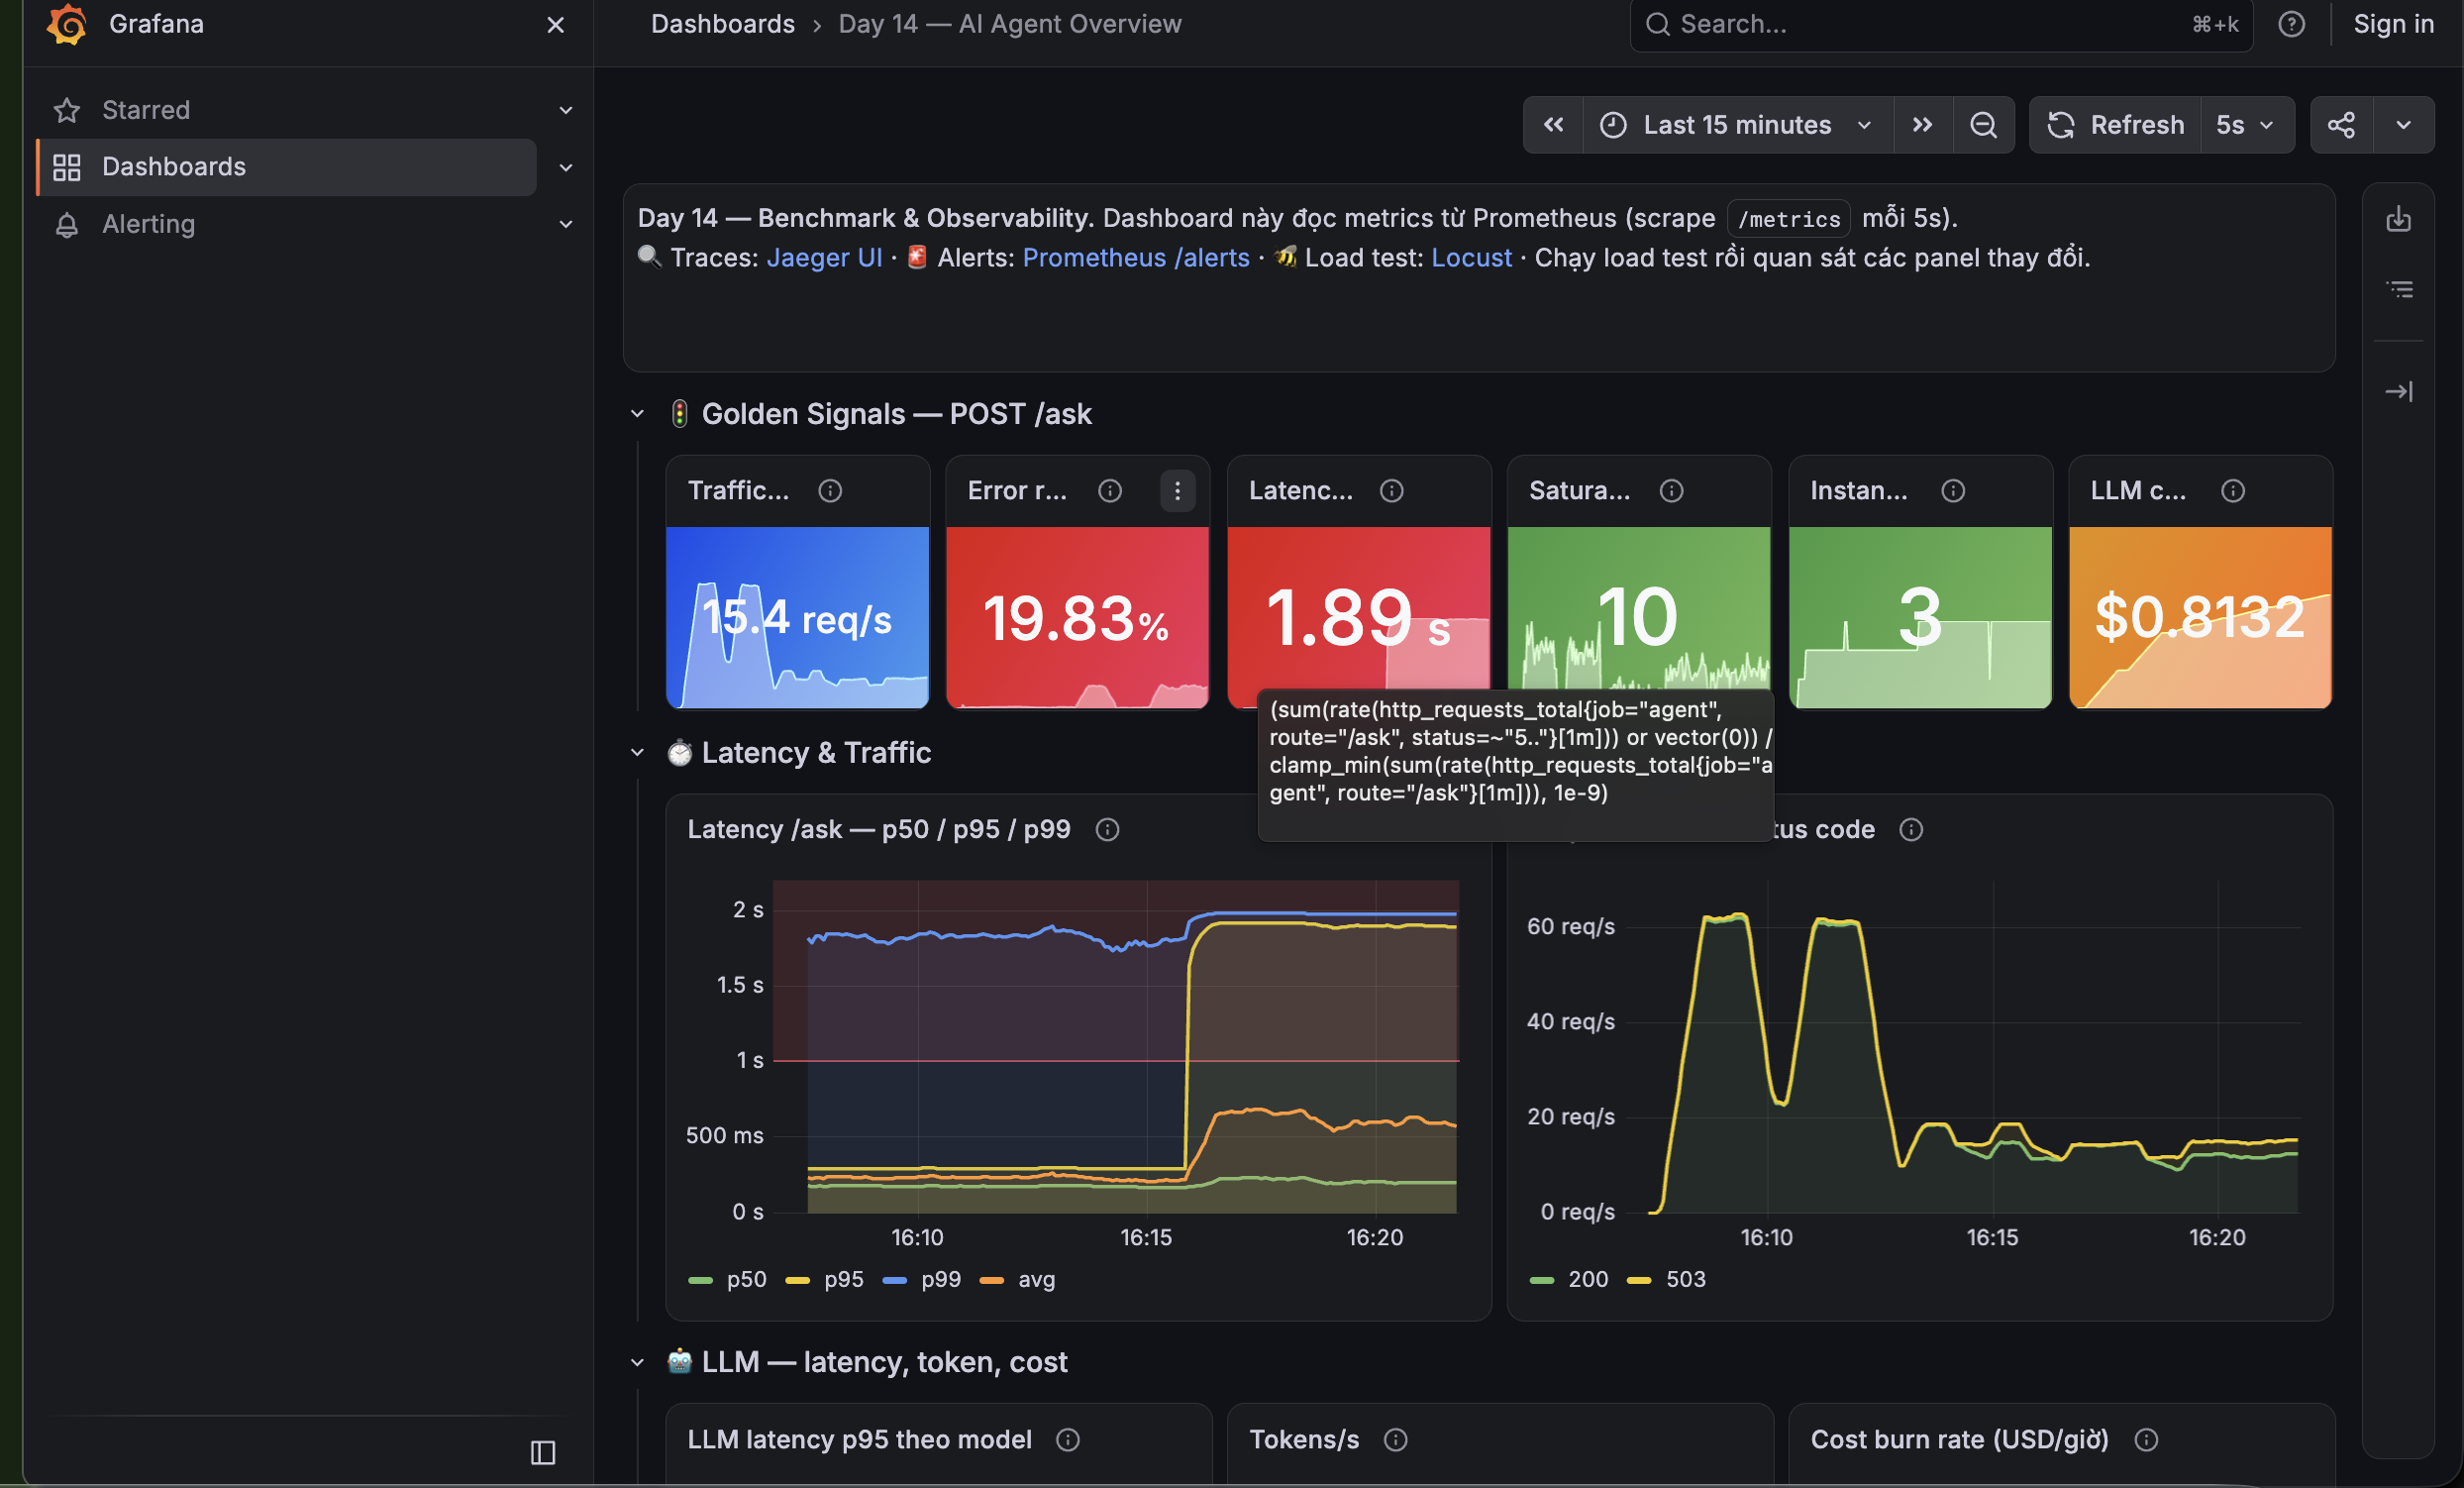 Grafana
Dashboards › Day 14 — AI Agent Overview
Search...
⌘+k
Sign in
Starred
Dashboards
Alerting
Last 15 minutes
Refresh
5s
Day 14 — Benchmark & Observability. Dashboard này đọc metrics từ Prometheus (scrape /metrics mỗi 5s).
🔍 Traces: Jaeger UI · 🚨 Alerts: Prometheus /alerts · 🐝 Load test: Locust · Chạy load test rồi quan sát các panel thay đổi.
🚦 Golden Signals — POST /ask
Traffic...
Error r...
Latenc...
Satura...
Instan...
LLM c...
15.4 req/s
19.83%
1.89 s
10
3
$0.8132
(sum(rate(http_requests_total{job="agent",
route="/ask", status=~"5.."}[1m])) or vector(0)) /
clamp_min(sum(rate(http_requests_total{job="a
gent", route="/ask"}[1m])), 1e-9)
⏱️ Latency & Traffic
Latency /ask — p50 / p95 / p99
2 s
1.5 s
1 s
500 ms
0 s
16:10
16:15
16:20
p50
p95
p99
avg
tus code
60 req/s
40 req/s
20 req/s
0 req/s
16:10
16:15
16:20
200
503
🤖 LLM — latency, token, cost
LLM latency p95 theo model
Tokens/s
Cost burn rate (USD/giờ)